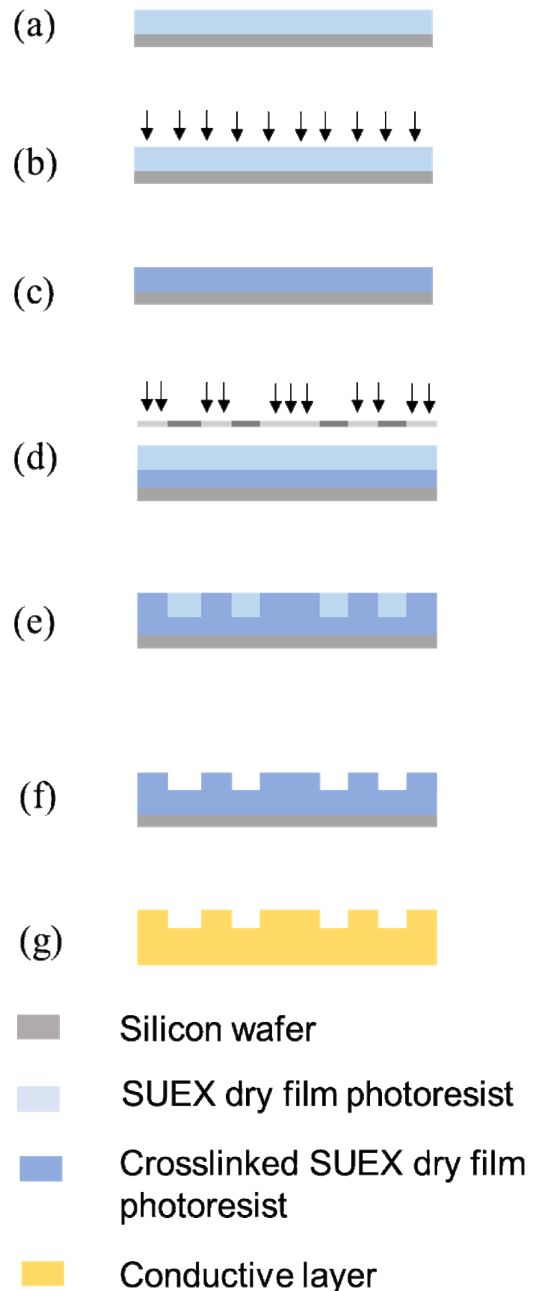 (a)
(b)
(c)
(d)
(e)
(f)
(g)
Silicon wafer
SUEX dry film photoresist
Crosslinked SUEX dry film
photoresist
Conductive layer